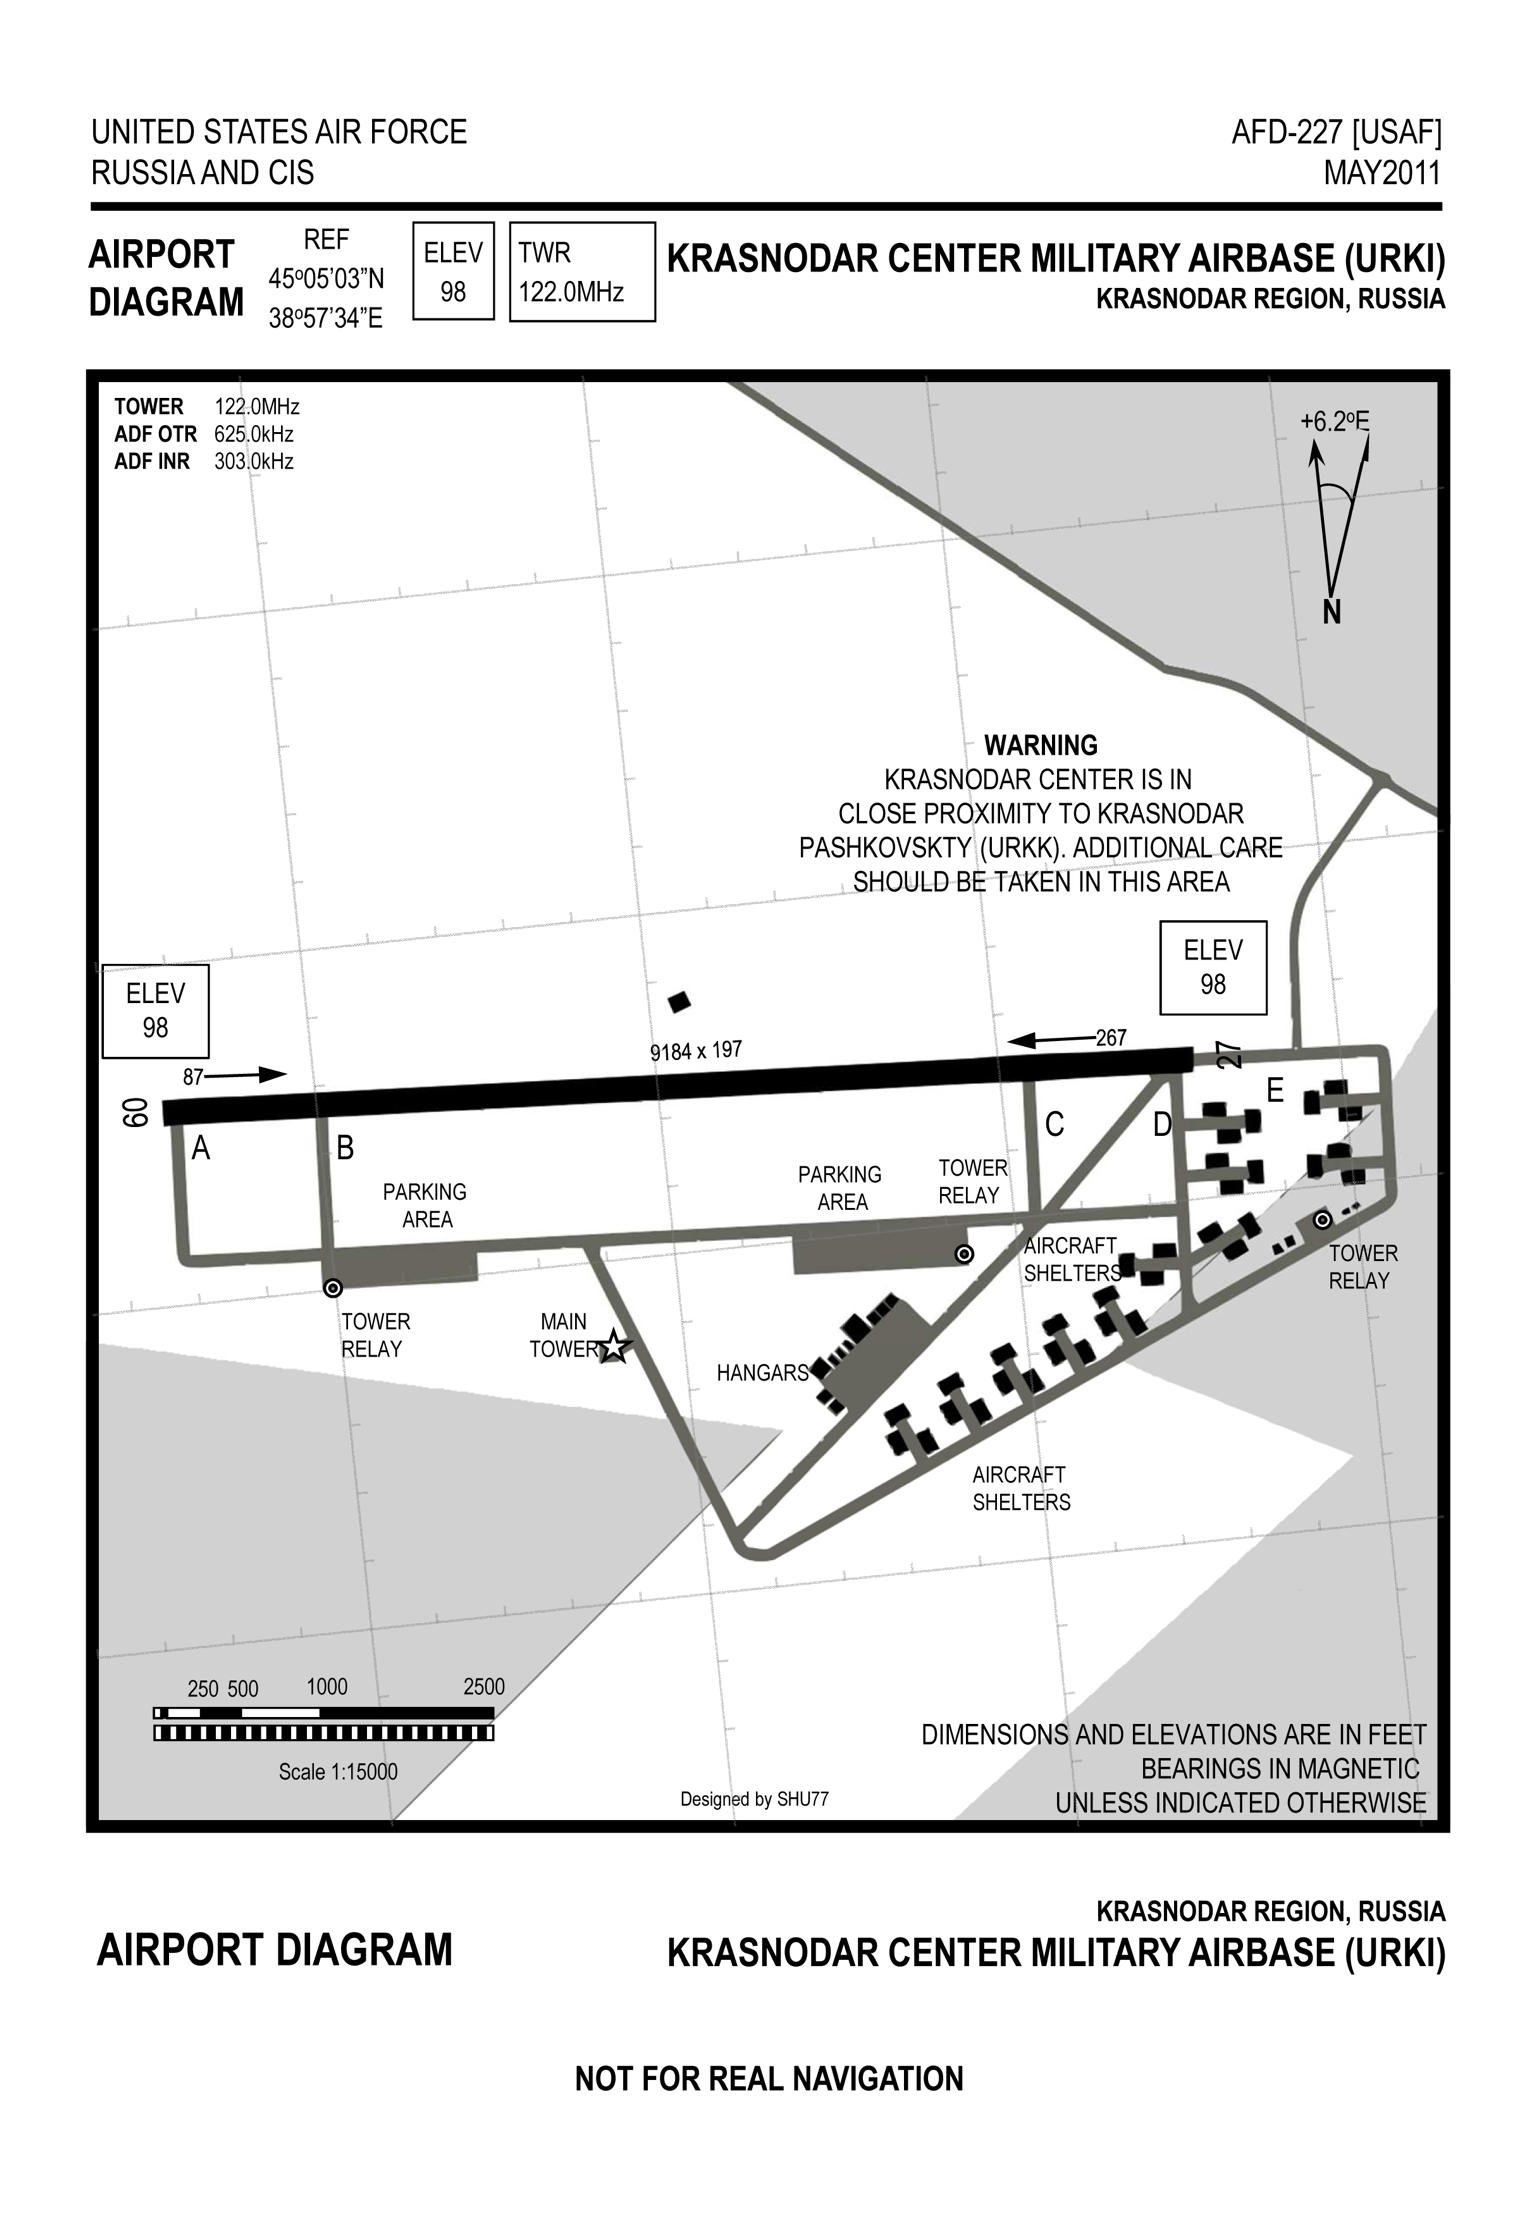 UNITED STATES AIR FORCE
AFD-227 [USAF]
RUSSIA AND CIS
MAY2011
AIRPORT
DIAGRAM
REF
45º05’03”N
38º57’34”E
ELEV
98
TWR
122.0MHz
KRASNODAR CENTER MILITARY AIRBASE (URKI)
KRASNODAR REGION, RUSSIA
TOWER 122.0MHz
ADF OTR 625.0kHz
ADF INR 303.0kHz
+6.2ºE
N
WARNING
KRASNODAR CENTER IS IN
CLOSE PROXIMITY TO KRASNODAR
PASHKOVSKTY (URKK). ADDITIONAL CARE
SHOULD BE TAKEN IN THIS AREA
ELEV
98
ELEV
98
87
9184 x 197
267
09
27
A
B
C
D
E
PARKING
AREA
PARKING
AREA
TOWER
RELAY
AIRCRAFT
SHELTERS
TOWER
RELAY
TOWER
RELAY
MAIN
TOWER
HANGARS
AIRCRAFT
SHELTERS
250 500 1000 2500
Scale 1:15000
Designed by SHU77
DIMENSIONS AND ELEVATIONS ARE IN FEET
BEARINGS IN MAGNETIC
UNLESS INDICATED OTHERWISE
KRASNODAR REGION, RUSSIA
AIRPORT DIAGRAM
KRASNODAR CENTER MILITARY AIRBASE (URKI)
NOT FOR REAL NAVIGATION